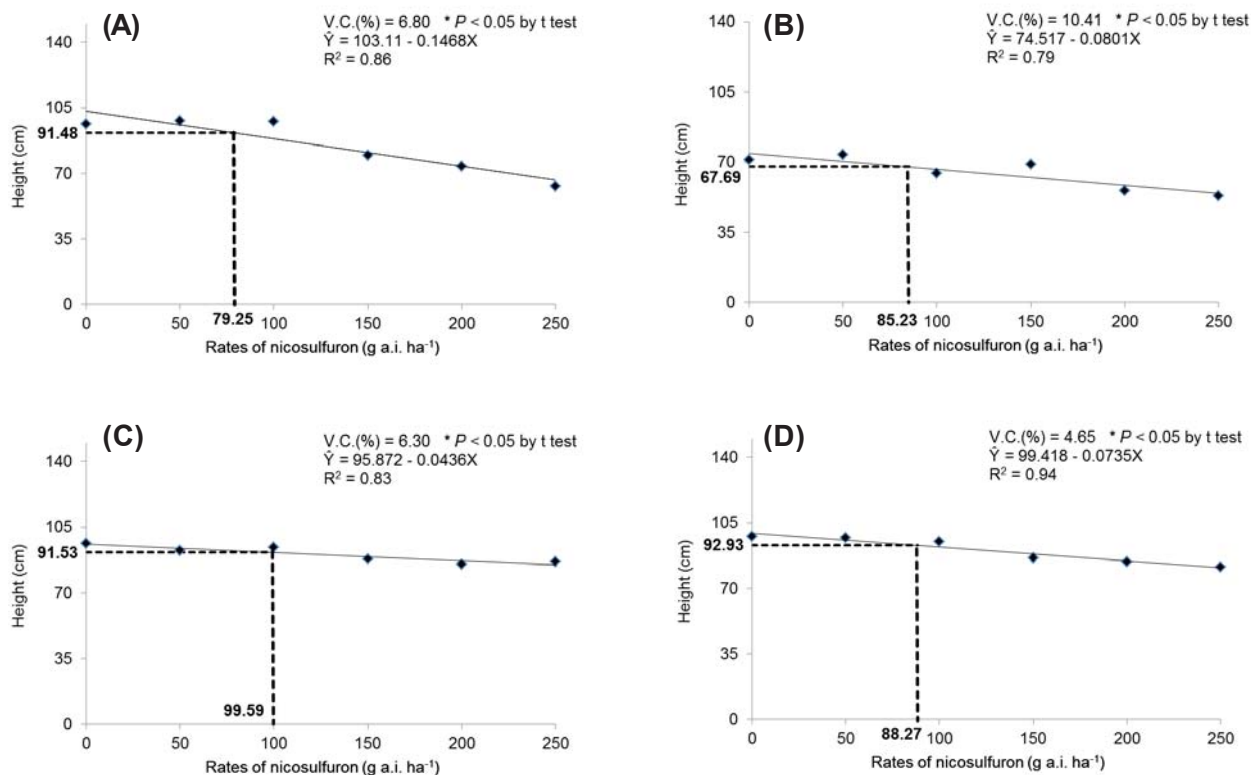 (A)
V.C.(%) = 6.80 * P < 0.05 by t test
Ŷ = 103.11 - 0.1468X
R² = 0.86
Height (cm)
140
105
91.48
70
35
0
0 50 100 150 200 250
79.25
Rates of nicosulfuron (g a.i. ha⁻¹)
(B)
V.C.(%) = 10.41 * P < 0.05 by t test
Ŷ = 74.517 - 0.0801X
R² = 0.79
Height (cm)
140
105
70
67.69
35
0
0 50 100 150 200 250
85.23
Rates of nicosulfuron (g a.i. ha⁻¹)
(C)
V.C.(%) = 6.30 * P < 0.05 by t test
Ŷ = 95.872 - 0.0436X
R² = 0.83
Height (cm)
140
105
91.53
70
35
0
99.59
0 50 100 150 200 250
Rates of nicosulfuron (g a.i. ha⁻¹)
(D)
V.C.(%) = 4.65 * P < 0.05 by t test
Ŷ = 99.418 - 0.0735X
R² = 0.94
Height (cm)
140
105
92.93
70
35
0
0 50 100 150 200 250
88.27
Rates of nicosulfuron (g a.i. ha⁻¹)